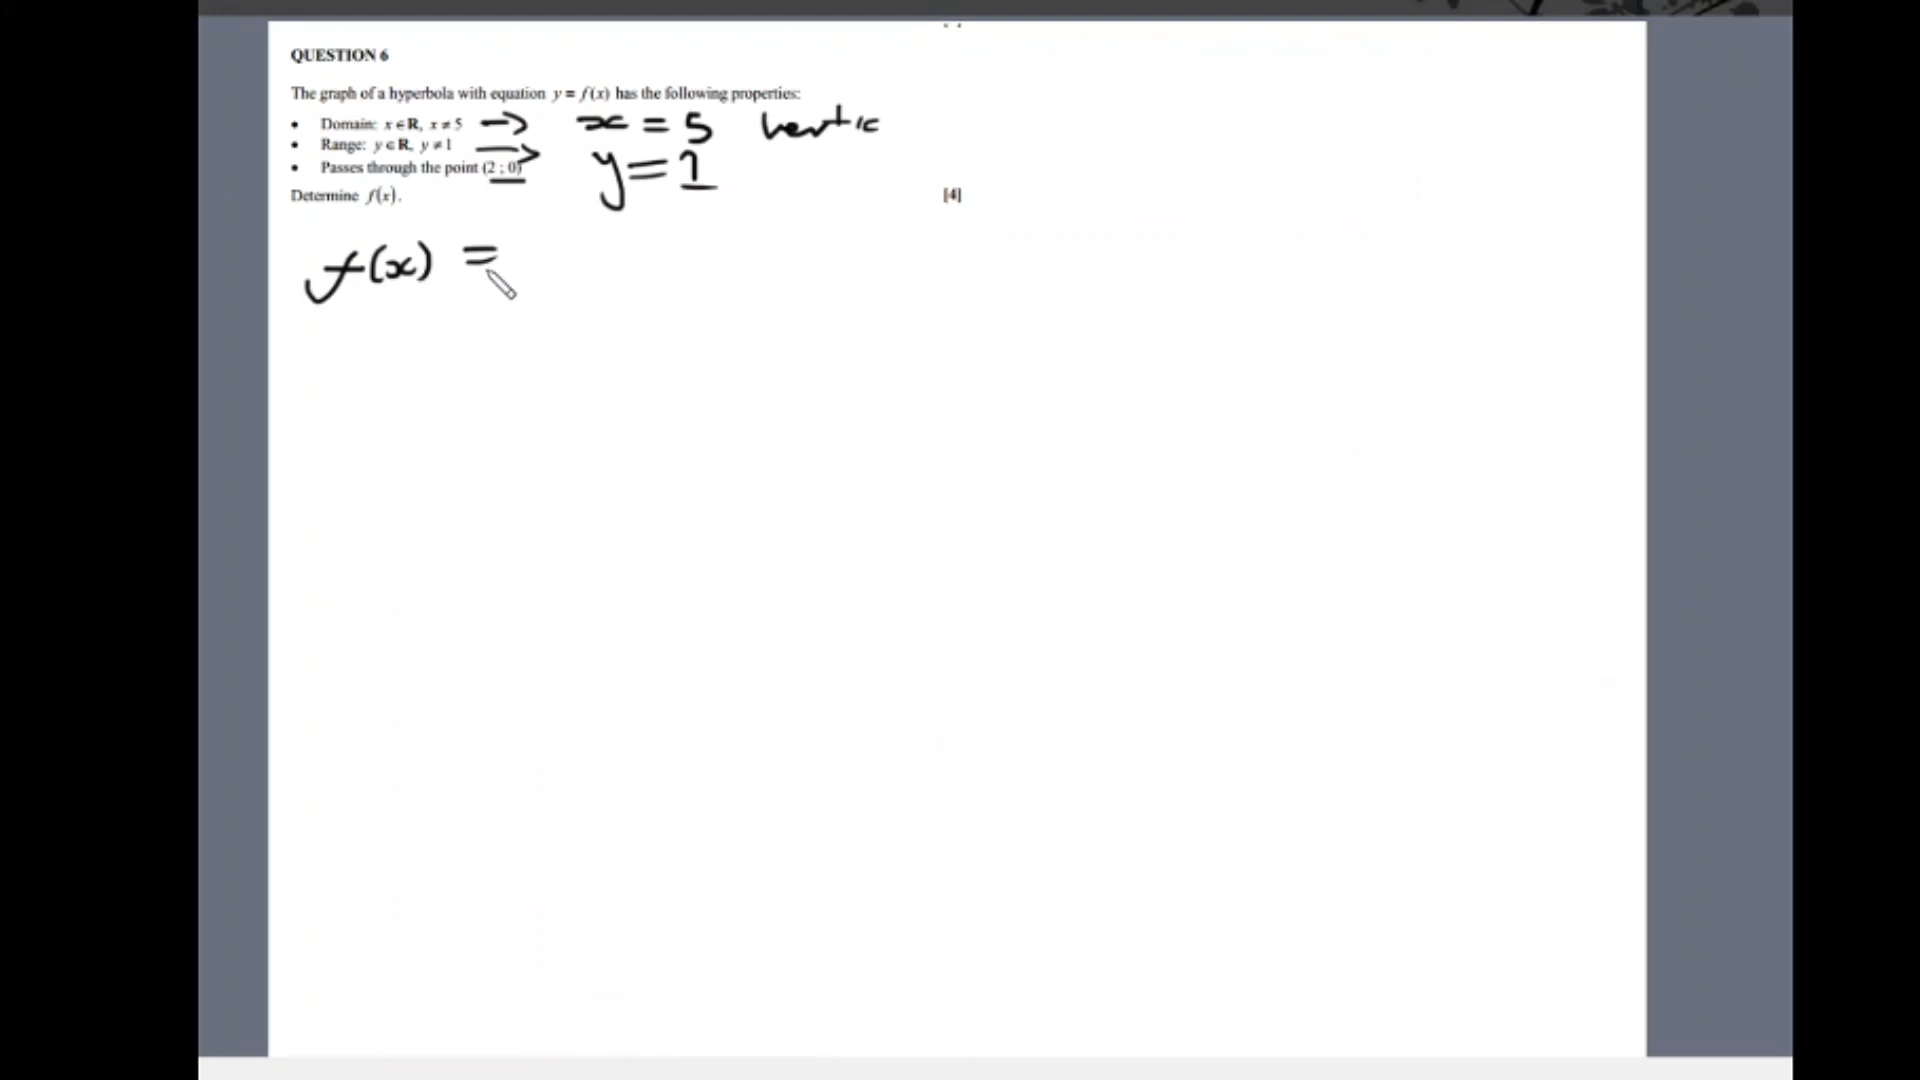 QUESTION 6
The graph of a hyperbola with equation y = f(x) has the following properties:
• Domain: x ∈ R, x ≠ 5 → x = 5 vertic
• Range: y ∈ R, y ≠ 1 → y = 1
• Passes through the point (2 ; 0)
Determine f(x). [4]
f(x) =